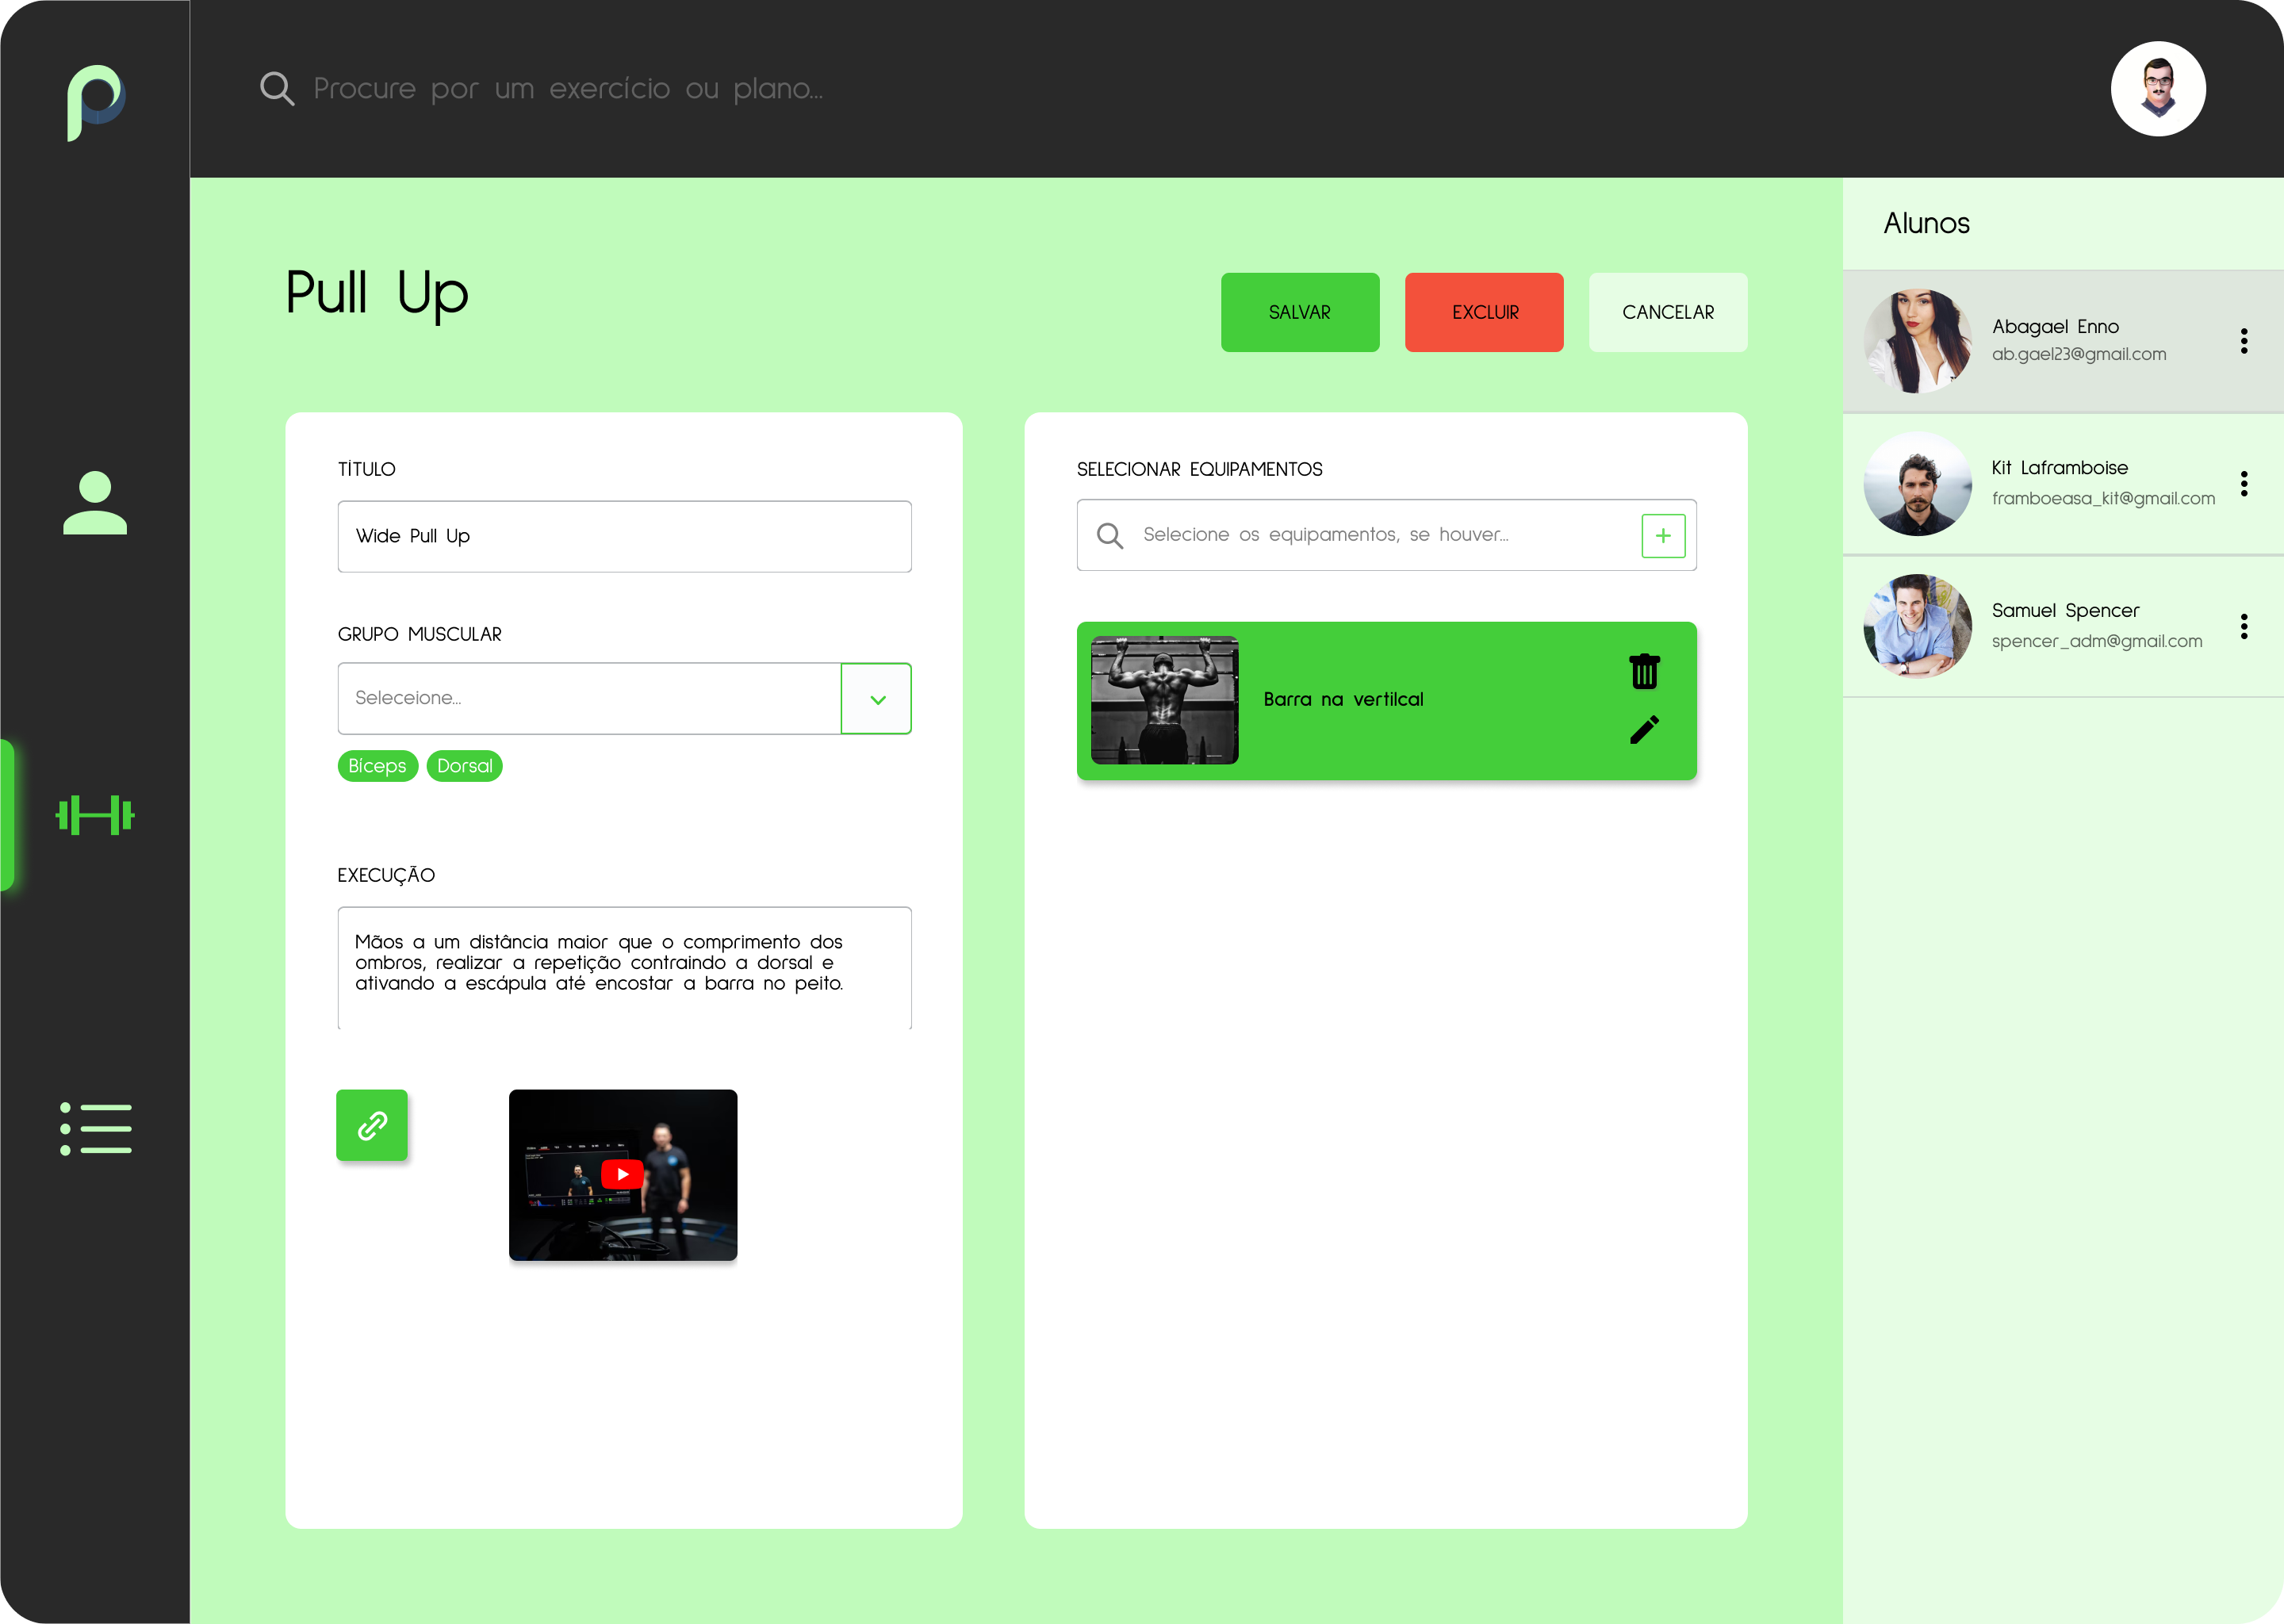 Procure por um exercício ou plano...
Pull Up
SALVAR
EXCLUIR
CANCELAR
TÍTULO
Wide Pull Up
GRUPO MUSCULAR
Seleceione...
Bíceps
Dorsal
EXECUÇÃO
Mãos a um distância maior que o comprimento dos
ombros, realizar a repetição contraindo a dorsal e
ativando a escápula até encostar a barra no peito.
SELECIONAR EQUIPAMENTOS
Selecione os equipamentos, se houver...
+
Barra na vertilcal
Alunos
Abagael Enno
ab.gael23@gmail.com
Kit Laframboise
framboeasa_kit@gmail.com
Samuel Spencer
spencer_adm@gmail.com